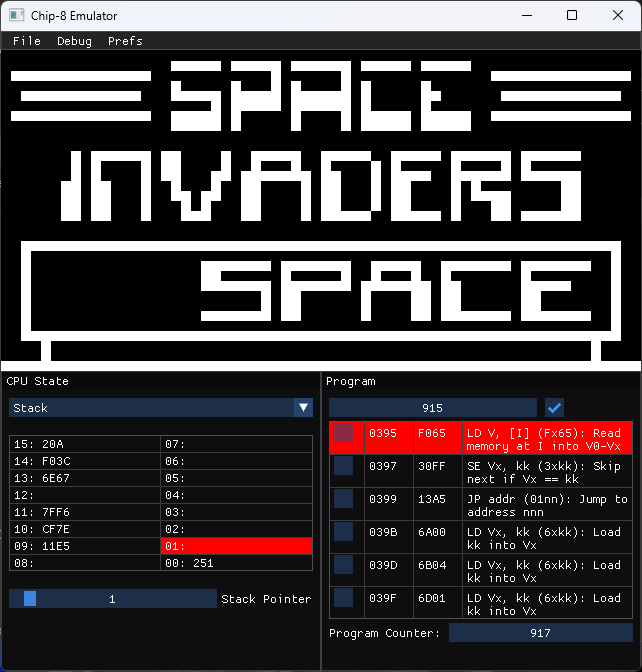 Chip-8 Emulator
File Debug Prefs
SPACE
INVADERS
SPACE
CPU State
Stack
15: 20A 07:
14: F03C 06:
13: 6E67 05:
12: 04:
11: 7FF6 03:
10: CF7E 02:
09: 11E5 01:
08: 00: 251
1 Stack Pointer
Program
915
0395 F065 LD V, [I] (Fx65): Read
memory at I into V0-Vx
0397 30FF SE Vx, kk (3xkk): Skip
next if Vx == kk
0399 13A5 JP addr (01nn): Jump to
address nnn
039B 6A00 LD Vx, kk (6xkk): Load
kk into Vx
039D 6B04 LD Vx, kk (6xkk): Load
kk into Vx
039F 6D01 LD Vx, kk (6xkk): Load
kk into Vx
Program Counter: 917